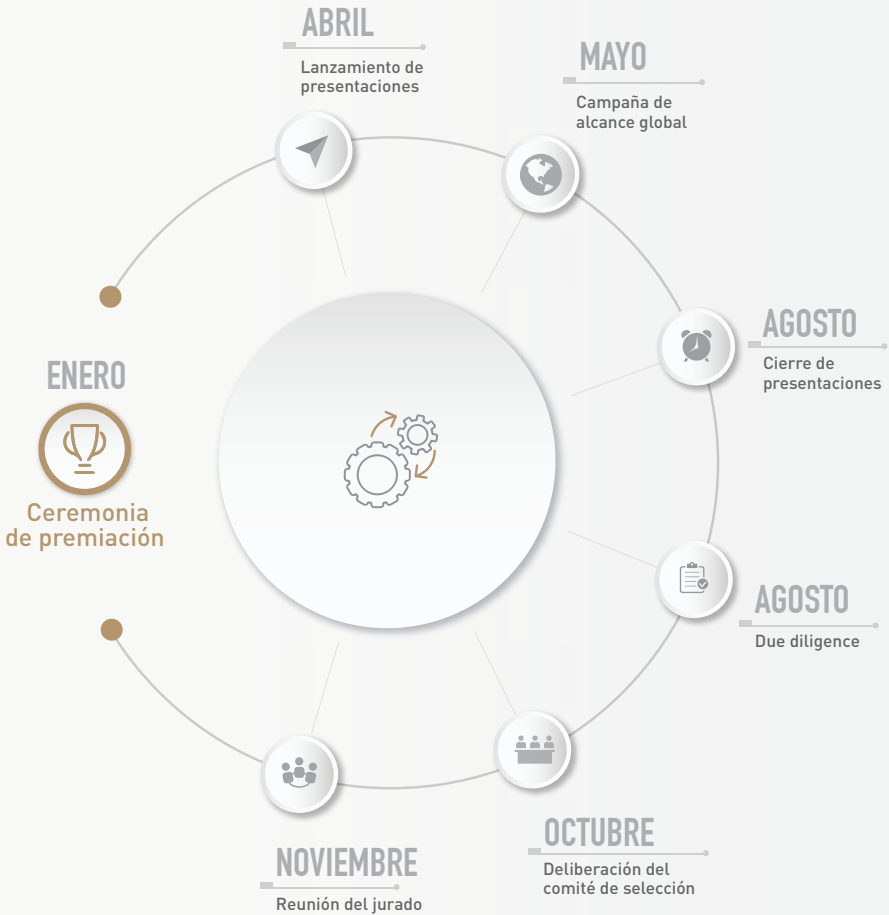 ABRIL
Lanzamiento de
presentaciones
MAYO
Campaña de
alcance global
AGOSTO
Cierre de
presentaciones
AGOSTO
Due diligence
OCTUBRE
Deliberación del
comité de selección
NOVIEMBRE
Reunión del jurado
ENERO
Ceremonia
de premiación